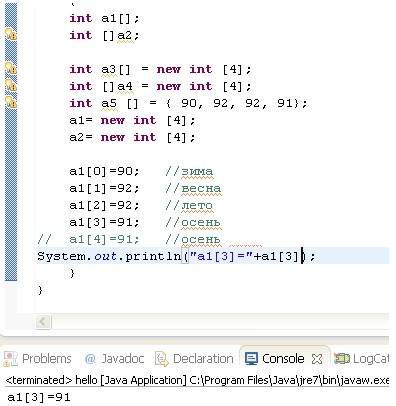 {
int a1[];
int []a2;
int a3[] = new int [4];
int []a4 = new int [4];
int a5 [] = { 90, 92, 92, 91};
a1= new int [4];
a2= new int [4];
a1[0]=90; //зима
a1[1]=92; //весна
a1[2]=92; //лето
a1[3]=91; //осень
// a1[4]=91; //осень
System.out.println("a1[3]="+a1[3]);
}
}
Problems @ Javadoc Declaration Console LogCat
<terminated> hello [Java Application] C:\Program Files\Java\jre7\bin\javaw.exe
a1[3]=91